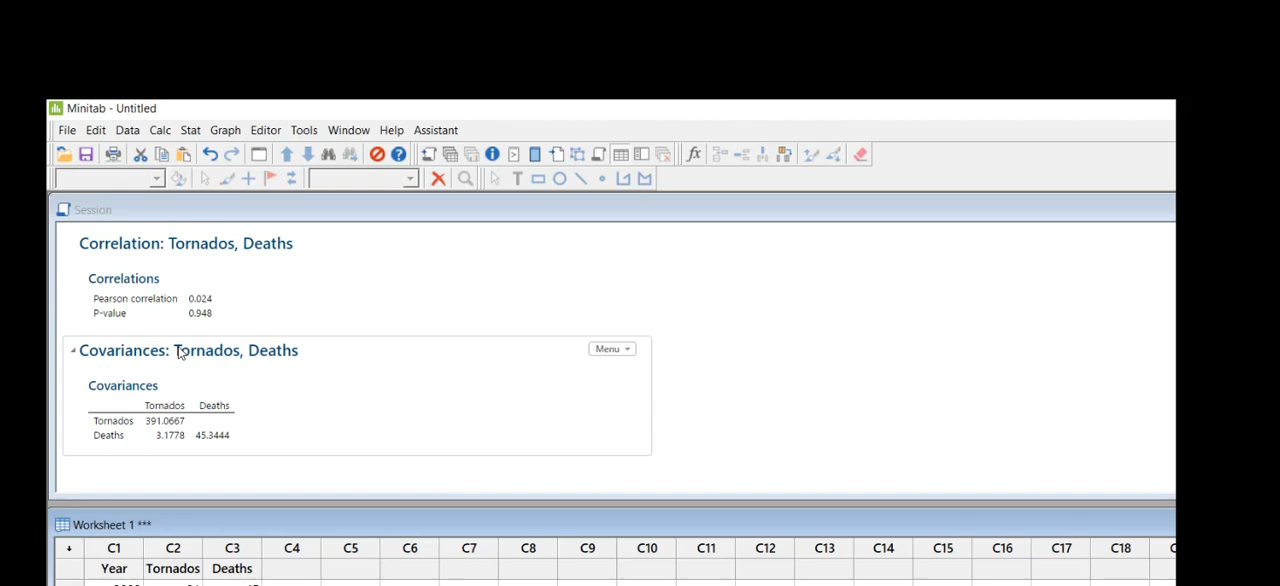 Minitab - Untitled
File Edit Data Calc Stat Graph Editor Tools Window Help Assistant
Session
Correlation: Tornados, Deaths
Correlations
Pearson correlation 0.024
P-value 0.948
Covariances: Tornados, Deaths
Menu
Covariances
Tornados Deaths
Tornados 391.0667
Deaths 3.1778 45.3444
Worksheet 1 ***
C1 C2 C3 C4 C5 C6 C7 C8 C9 C10 C11 C12 C13 C14 C15 C16 C17 C18
Year Tornados Deaths